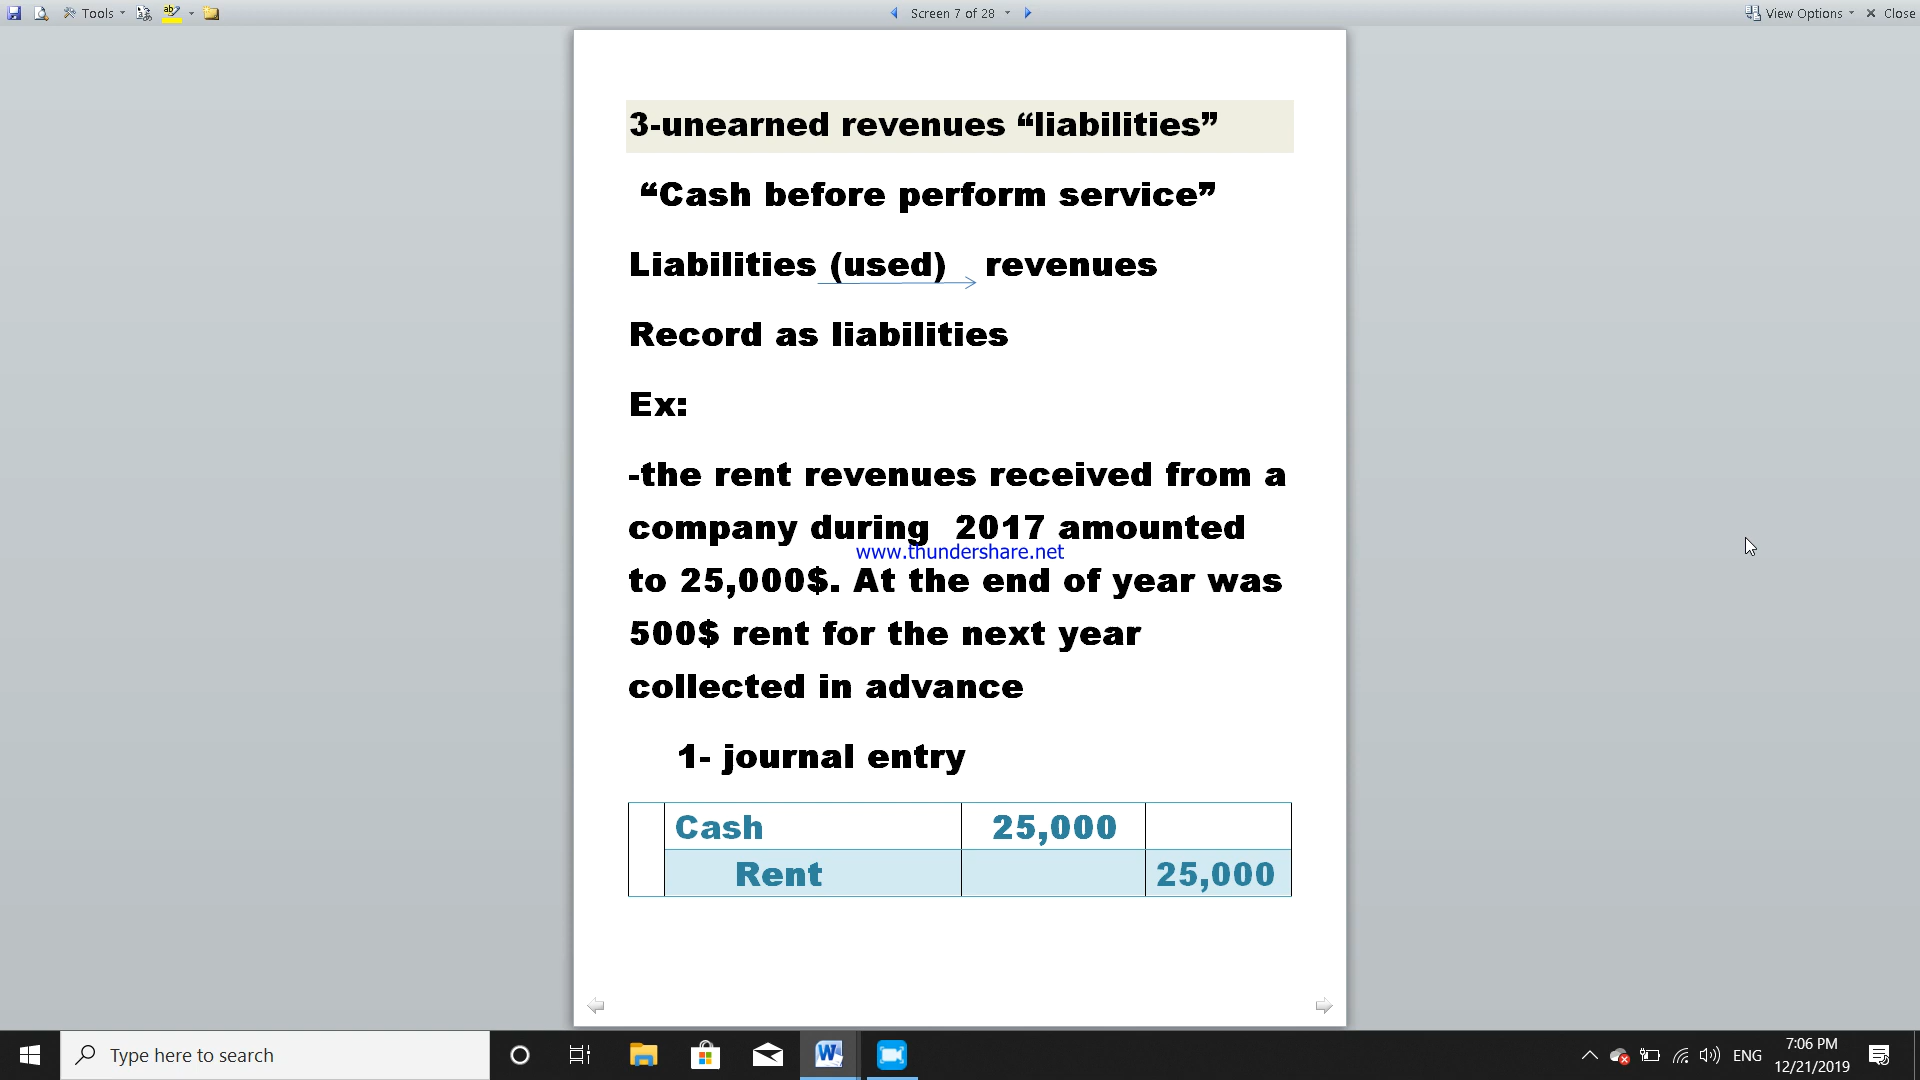 Tools
Screen 7 of 28
View Options
Close
3-unearned revenues “liabilities”
“Cash before perform service”
Liabilities (used) revenues
Record as liabilities
Ex:
-the rent revenues received from a
company during 2017 amounted
www.thundershare.net
to 25,000$. At the end of year was
500$ rent for the next year
collected in advance
1- journal entry
Cash 25,000
Rent 25,000
Type here to search
ENG
7:06 PM
12/21/2019